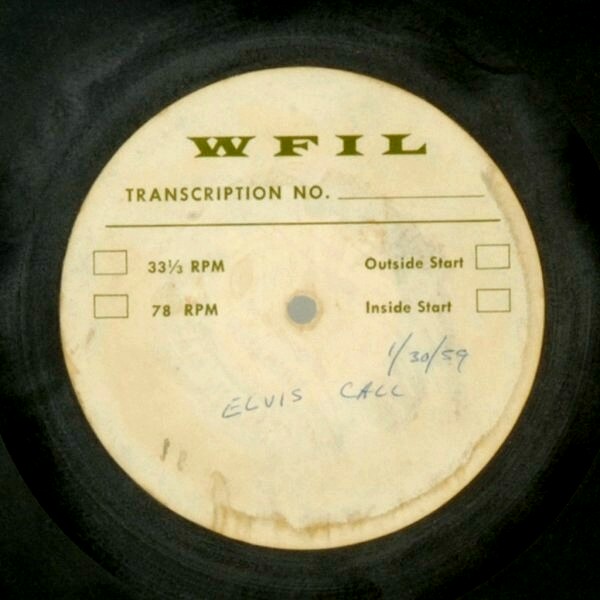 WFIL
TRANSCRIPTION NO.
33⅓ RPM Outside Start
78 RPM Inside Start
1/30/59
ELVIS CALL